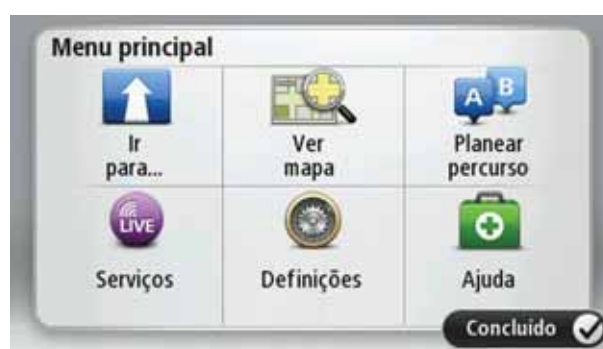 Menu principal
Ir
para...
Ver
mapa
A B
Planear
percurso
LIVE
Serviços
Definições
Ajuda
Concluído